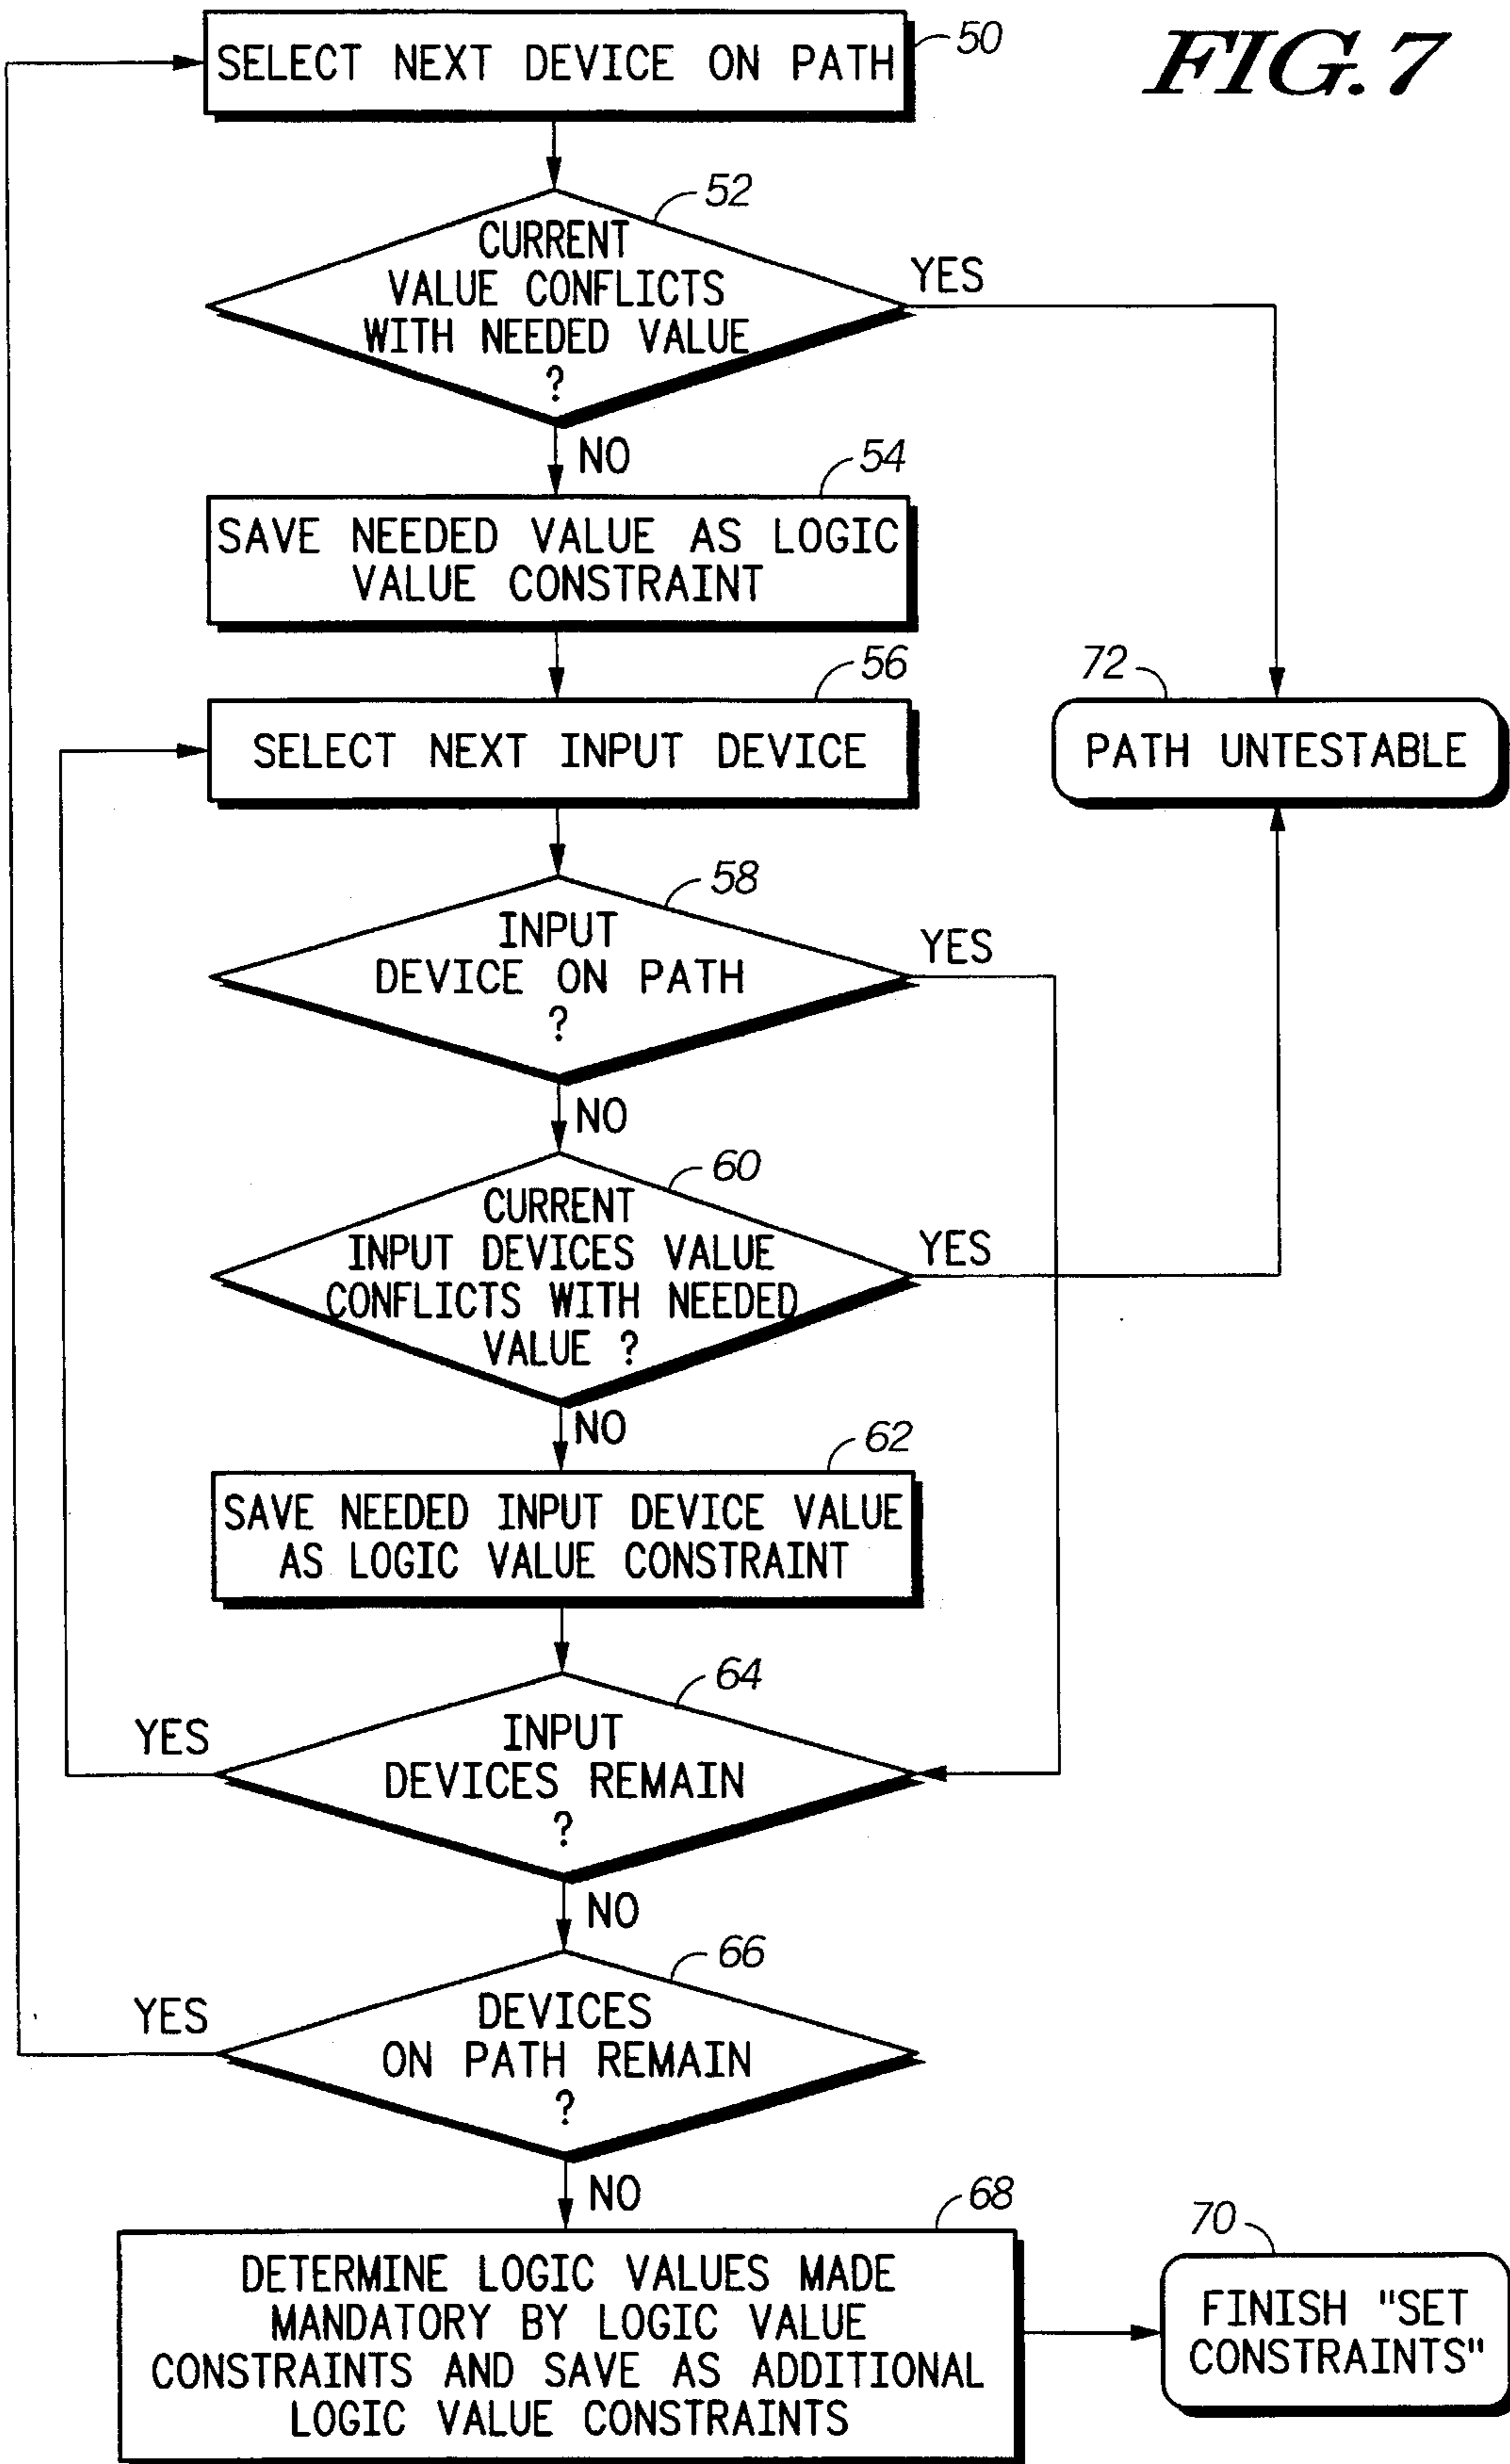 FIG. 7
50
SELECT NEXT DEVICE ON PATH
52
CURRENT
VALUE CONFLICTS
WITH NEEDED VALUE
?
YES
NO
54
SAVE NEEDED VALUE AS LOGIC
VALUE CONSTRAINT
56
SELECT NEXT INPUT DEVICE
72
PATH UNTESTABLE
58
INPUT
DEVICE ON PATH
?
YES
NO
60
CURRENT
INPUT DEVICES VALUE
CONFLICTS WITH NEEDED
VALUE ?
YES
NO
62
SAVE NEEDED INPUT DEVICE VALUE
AS LOGIC VALUE CONSTRAINT
64
INPUT
DEVICES REMAIN
?
YES
NO
66
DEVICES
ON PATH REMAIN
?
YES
NO
68
DETERMINE LOGIC VALUES MADE
MANDATORY BY LOGIC VALUE
CONSTRAINTS AND SAVE AS ADDITIONAL
LOGIC VALUE CONSTRAINTS
70
FINISH "SET
CONSTRAINTS"